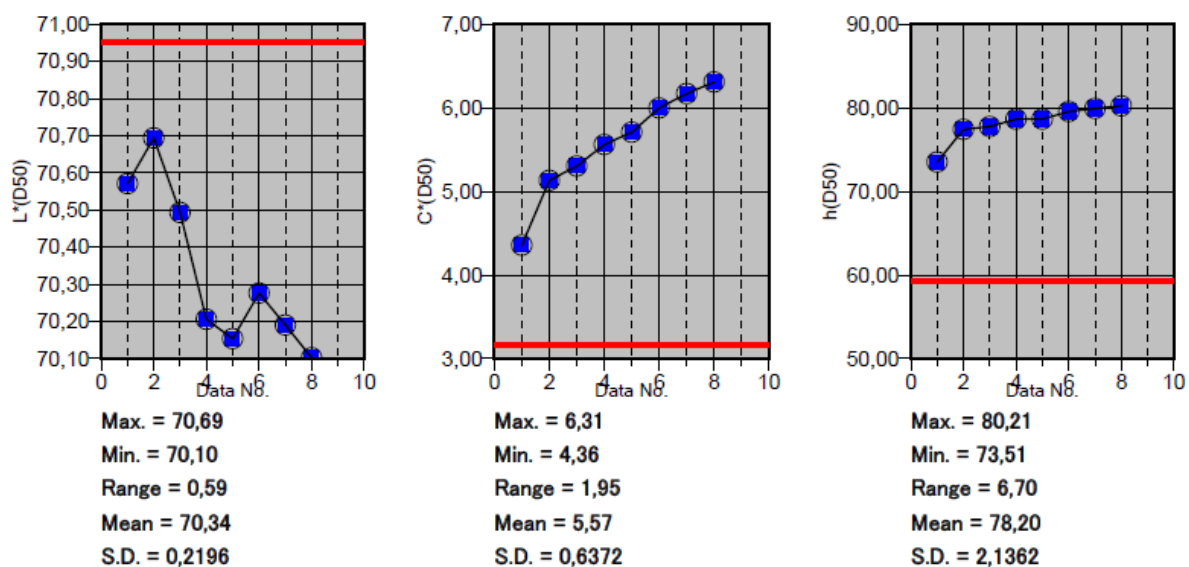 71,00
70,90
70,80
70,70
70,60
70,50
70,40
70,30
70,20
70,10
L*(D50)
0 2 4 6 8 10
Data No.
Max. = 70,69
Min. = 70,10
Range = 0,59
Mean = 70,34
S.D. = 0,2196
7,00
6,00
5,00
4,00
3,00
C*(D50)
0 2 4 6 8 10
Data No.
Max. = 6,31
Min. = 4,36
Range = 1,95
Mean = 5,57
S.D. = 0,6372
90,00
80,00
70,00
60,00
50,00
h(D50)
0 2 4 6 8 10
Data No.
Max. = 80,21
Min. = 73,51
Range = 6,70
Mean = 78,20
S.D. = 2,1362